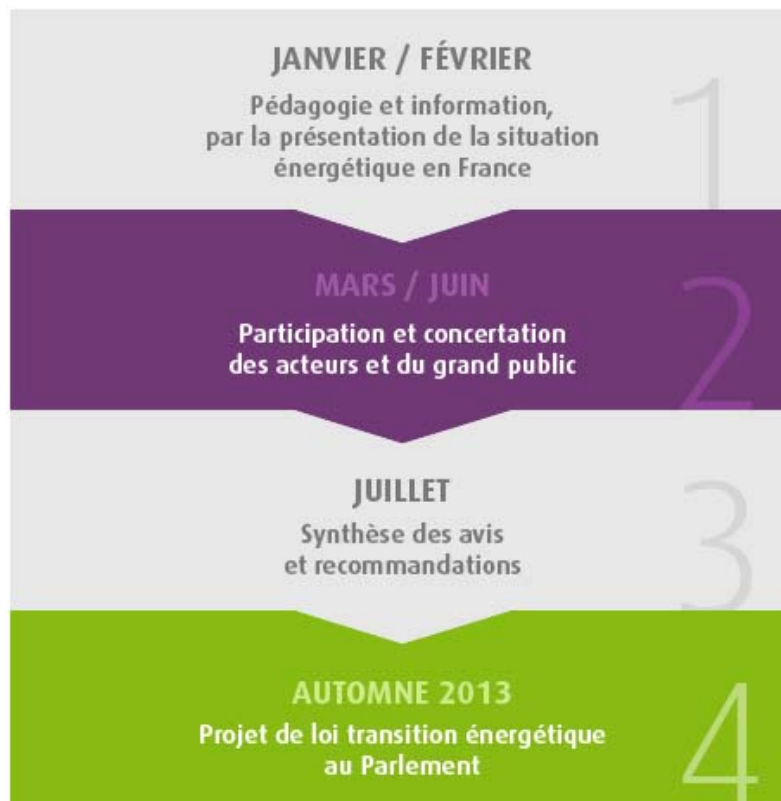 JANVIER / FÉVRIER
1
Pédagogie et information,
par la présentation de la situation
énergétique en France
MARS / JUIN
2
Participation et concertation
des acteurs et du grand public
JUILLET
3
Synthèse des avis
et recommandations
AUTOMNE 2013
4
Projet de loi transition énergétique
au Parlement